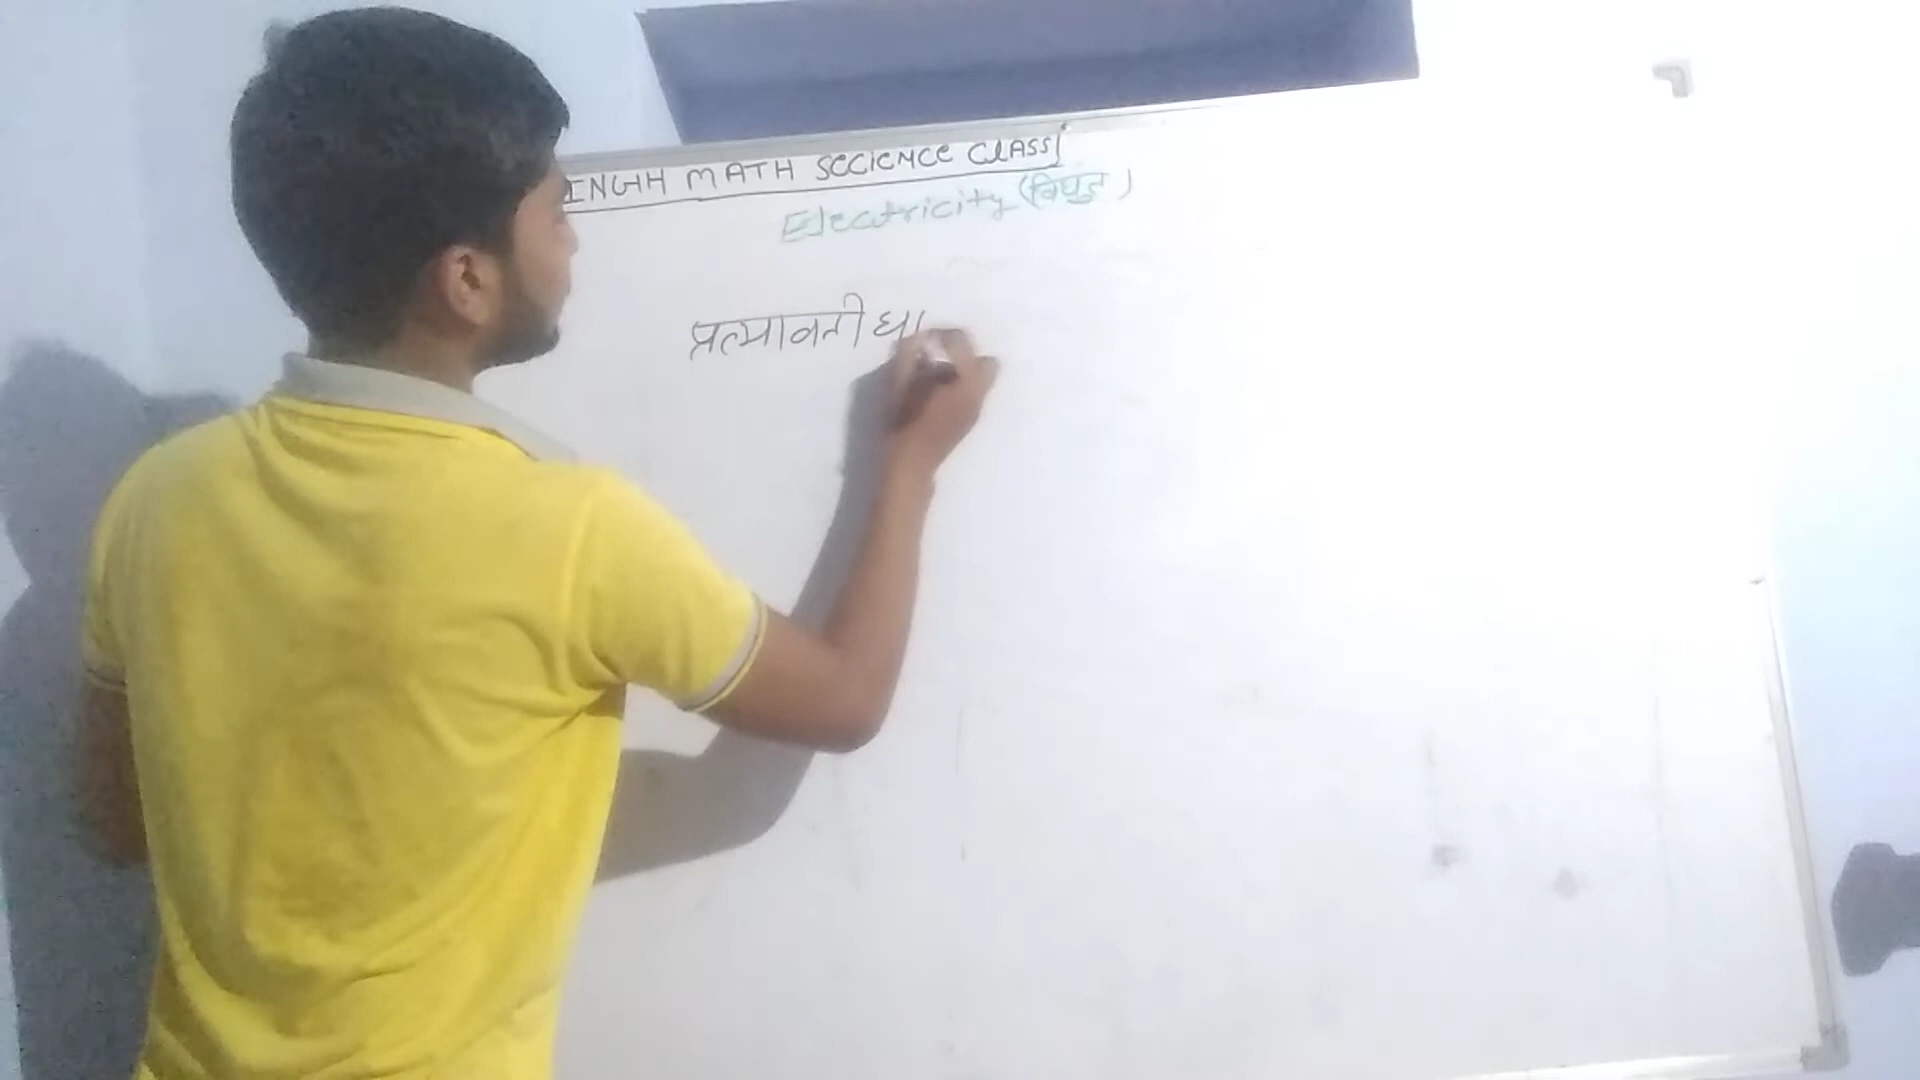 INGH MATH SCCIENCE CLASS
Electricity (विधुत)
प्रत्यावर्ती धा